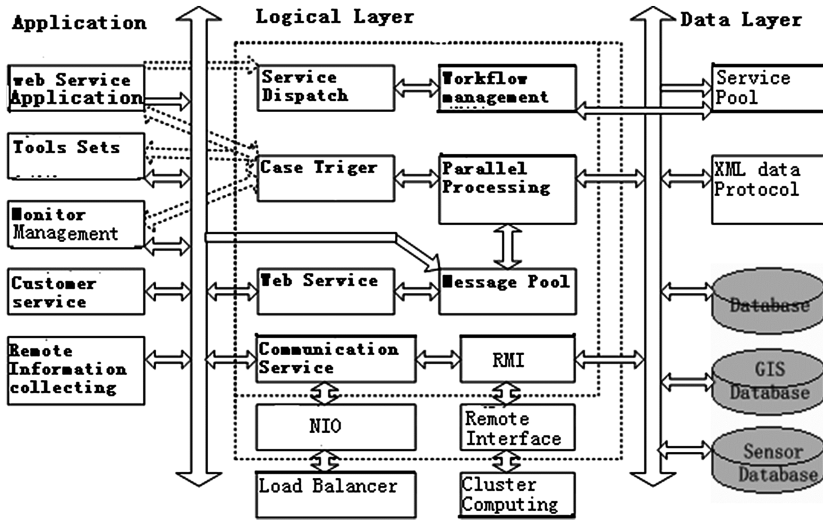 Application
Logical Layer
Data Layer
web Service
Application
Tools Sets
Monitor
Management
Customer
service
Remote
Information
collecting
Service
Dispatch
Workflow
management
Case Triger
Parallel
Processing
Web Service
Message Pool
Communication
Service
RMI
NIO
Remote
Interface
Load Balancer
Cluster
Computing
Service
Pool
XML data
Protocol
Database
GIS
Database
Sensor
Database